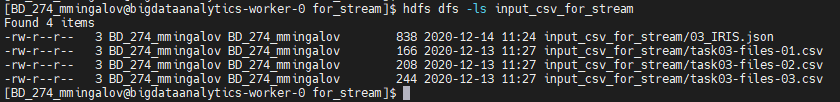 [BD_274_mmingalov@bigdataanalytics-worker-0 for_stream]$ hdfs dfs -ls input_csv_for_stream
Found 4 items
-rw-r--r--   3 BD_274_mmingalov BD_274_mmingalov        838 2020-12-14 11:24 input_csv_for_stream/03_IRIS.json
-rw-r--r--   3 BD_274_mmingalov BD_274_mmingalov        166 2020-12-13 11:27 input_csv_for_stream/task03-files-01.csv
-rw-r--r--   3 BD_274_mmingalov BD_274_mmingalov        208 2020-12-13 11:27 input_csv_for_stream/task03-files-02.csv
-rw-r--r--   3 BD_274_mmingalov BD_274_mmingalov        244 2020-12-13 11:27 input_csv_for_stream/task03-files-03.csv
[BD_274_mmingalov@bigdataanalytics-worker-0 for_stream]$